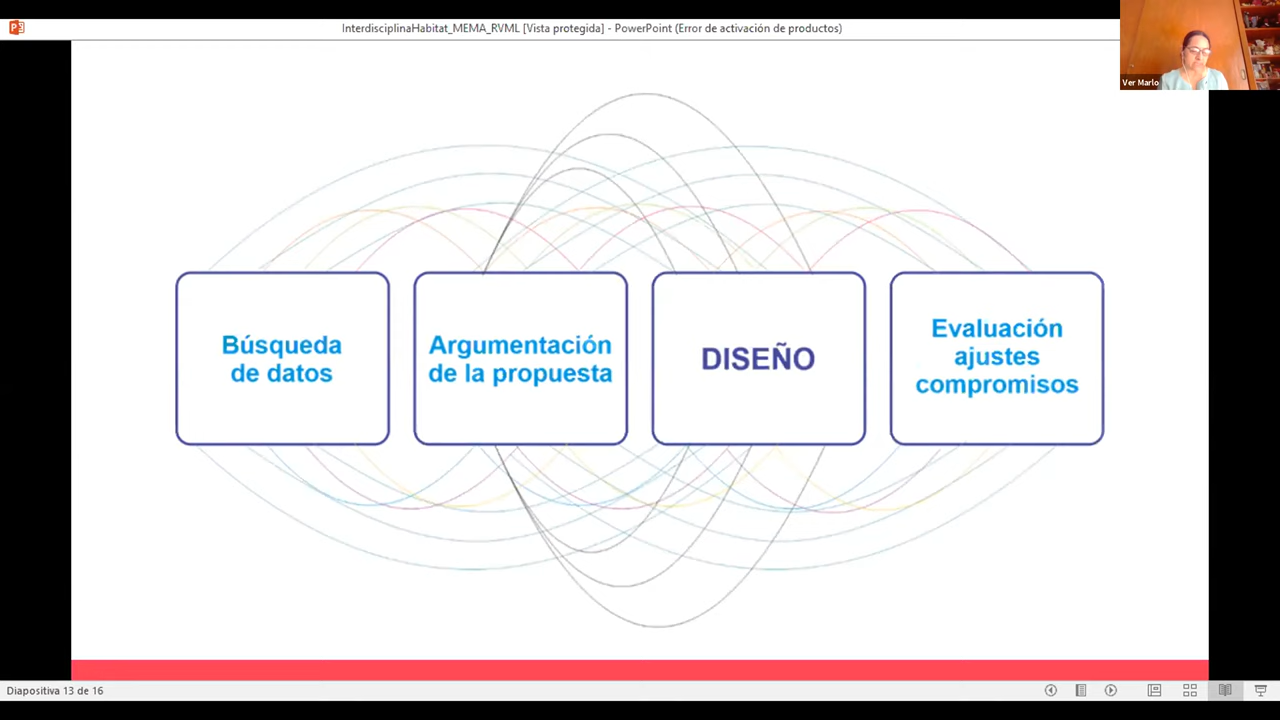 InterdisciplinaHabitat_MEMA_RVML [Vista protegida] - PowerPoint (Error de activación de productos)
Ver Marlo
Búsqueda
de datos
Argumentación
de la propuesta
DISEÑO
Evaluación
ajustes
compromisos
Diapositiva 13 de 16